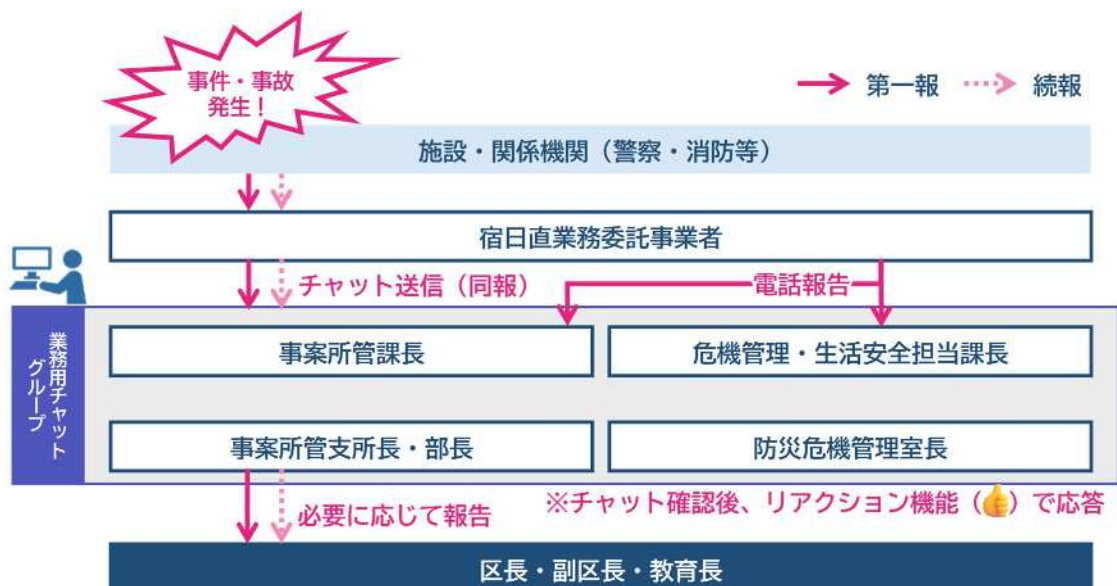 事件・事故
発生！
第一報
続報
施設・関係機関（警察・消防等）
宿日直業務委託事業者
チャット送信（同報）
電話報告
業務用チャット
グループ
事案所管課長
危機管理・生活安全担当課長
事案所管支所長・部長
防災危機管理室長
※チャット確認後、リアクション機能（👍）で応答
必要に応じて報告
区長・副区長・教育長